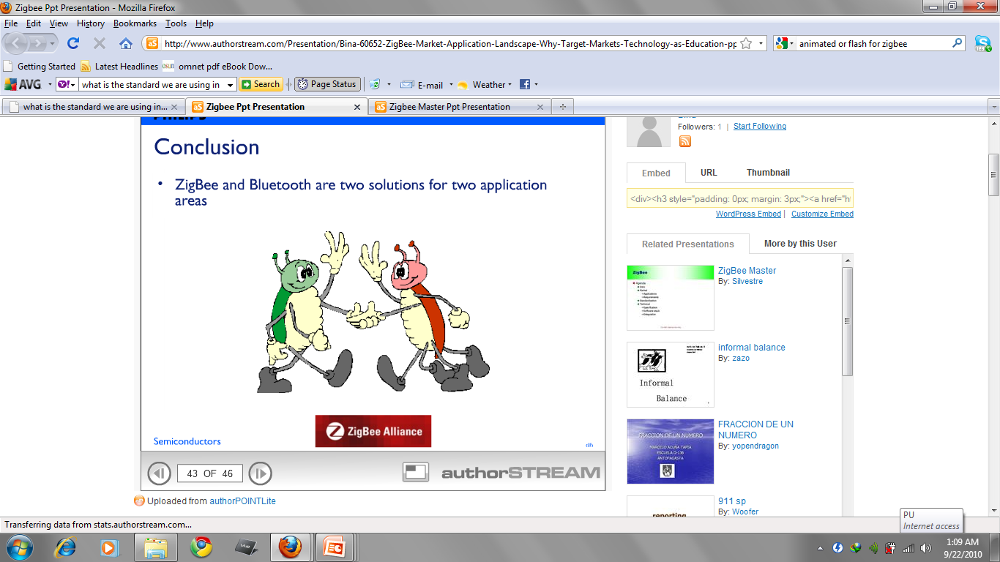 Zigbee Ppt Presentation - Mozilla Firefox
File Edit View History Bookmarks Tools Help
http://www.authorstream.com/Presentation/Bina-60652-ZigBee-Market-Application-Landscape-Why-Target-Markets-Technology-as-Education-pp
animated or flash for zigbee
Getting Started Latest Headlines omnet pdf eBook Dow...
AVG what is the standard we are using in Search Page Status E-mail Weather
what is the standard we are using in... Zigbee Ppt Presentation Zigbee Master Ppt Presentation
Conclusion
• ZigBee and Bluetooth are two solutions for two application
areas
ZigBee Alliance
Semiconductors
43 OF 46 authorSTREAM
Uploaded from authorPOINTLite
Followers: 1 | Start Following
Embed URL Thumbnail
<div><h3 style="padding: 0px; margin: 3px;"><a href="h
WordPress Embed | Customize Embed
Related Presentations More by this User
ZigBee
Agenda
ZigBee Master
By: Silvestre
Informal
Balance
informal balance
By: zazo
FRACCION DE UN NUMERO
MARCELO ACUÑA TAPIA
ESCUELA D-136
ANTOFAGASTA
FRACCION DE UN
NUMERO
By: yopendragon
reporting
911 sp
By: Woofer
Transferring data from stats.authorstream.com...
PU
Internet access
1:09 AM
9/22/2010